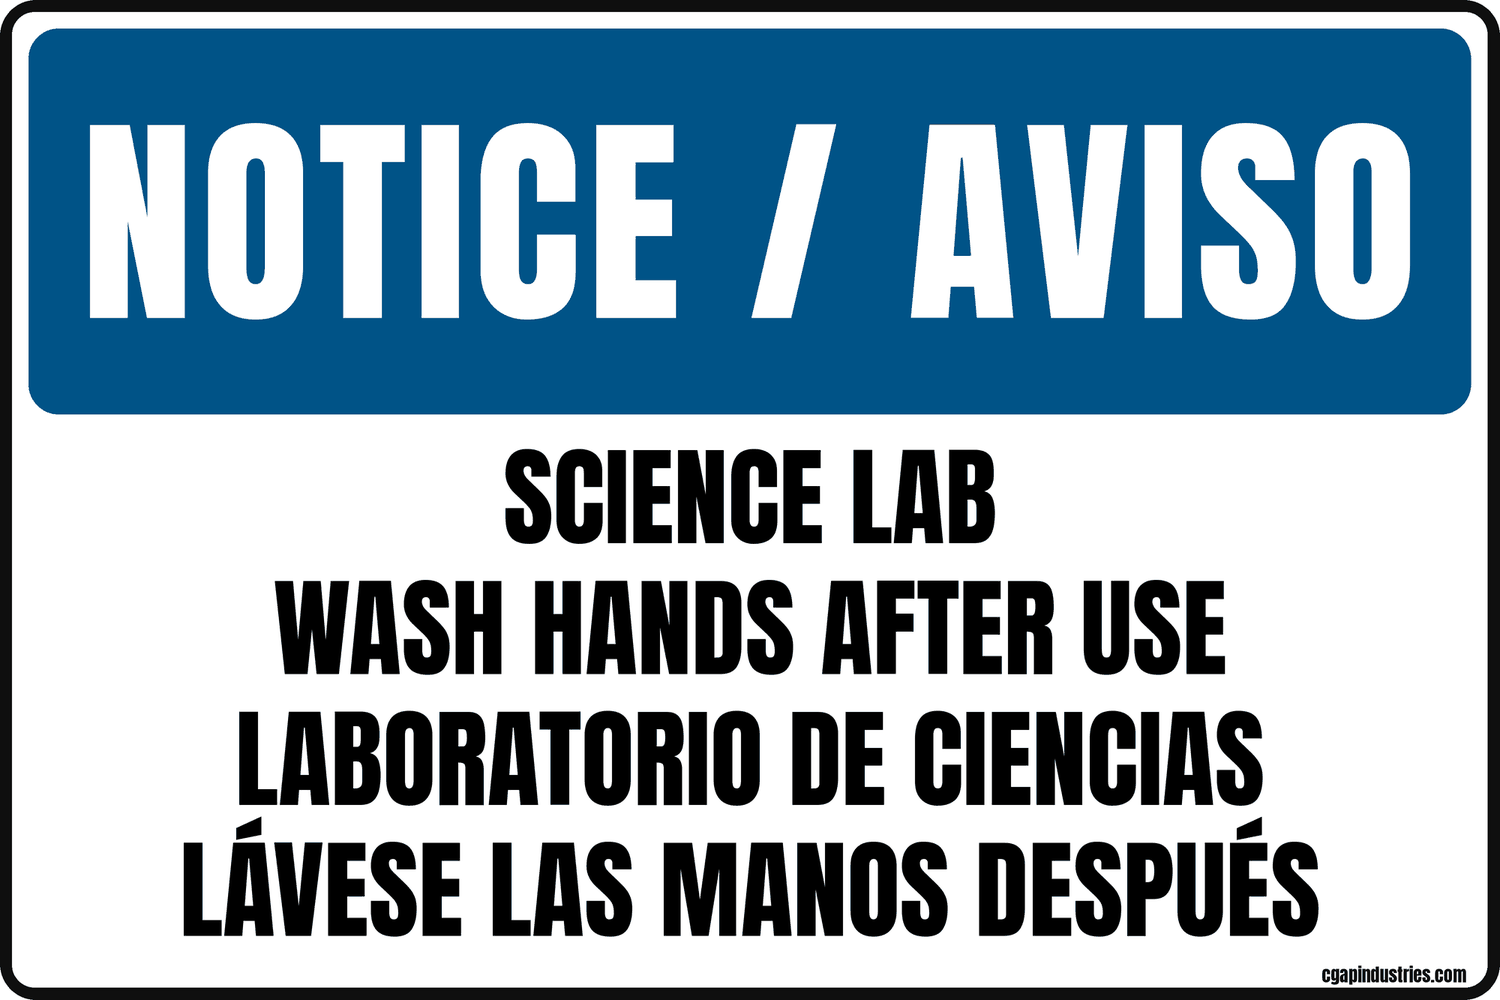 NOTICE / AVISO
SCIENCE LAB
WASH HANDS AFTER USE
LABORATORIO DE CIENCIAS
LÁVESE LAS MANOS DESPUÉS
cgapindustries.com